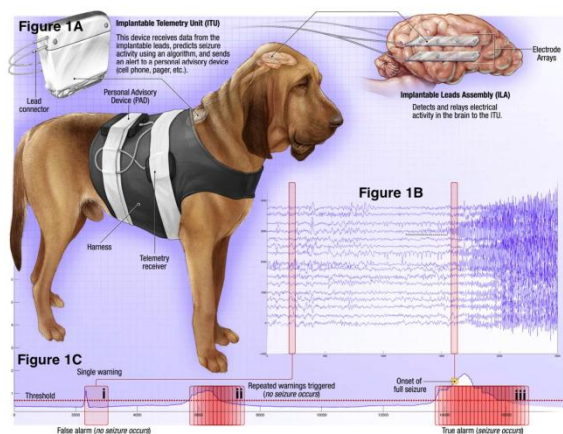 Figure 1A
Implantable Telemetry Unit (ITU)
This device receives data from the
implantable leads, predicts seizure
activity using an algorithm, and sends
an alert to a personal advisory device
(cell phone, pager, etc.).
Lead
connector
Personal Advisory
Device (PAD)
Electrode
Arrays
Implantable Leads Assembly (ILA)
Detects and relays electrical
activity in the brain to the ITU.
Harness
Telemetry
receiver
Figure 1B
Figure 1C
Single warning
Repeated warnings triggered
(no seizure occurs)
Onset of
full seizure
Threshold
i
ii
iii
False alarm (no seizure occurs)
True alarm (seizure occurs)